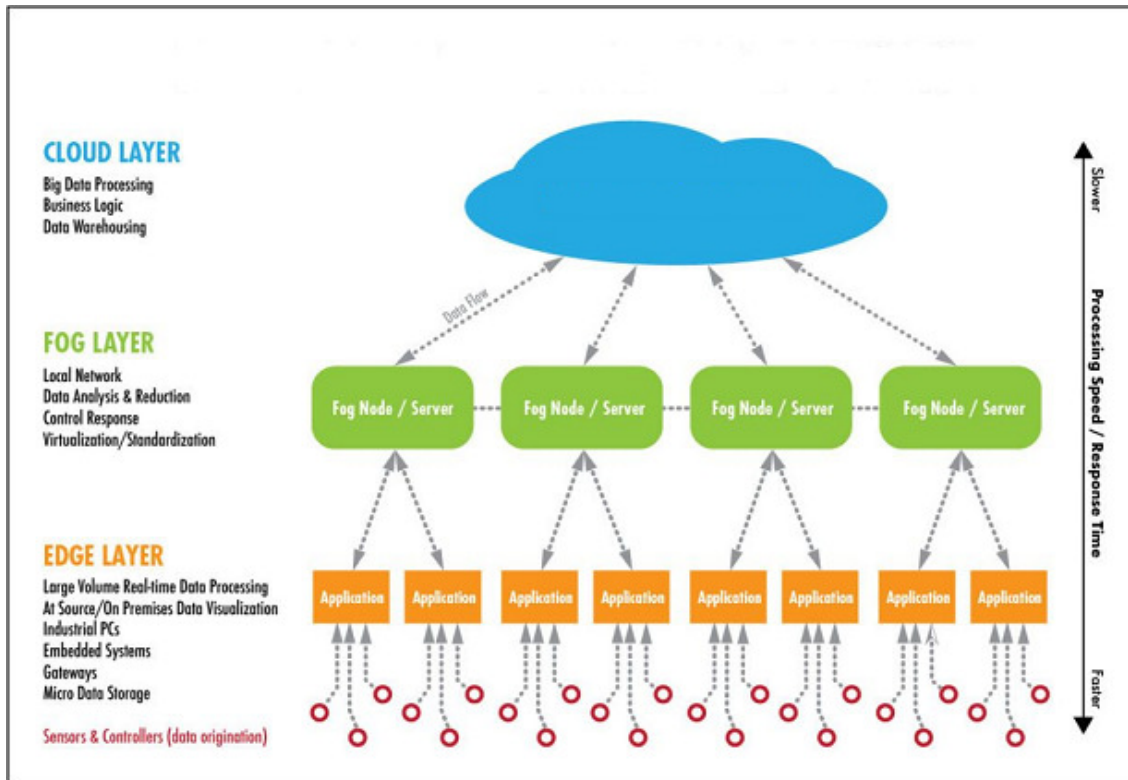 CLOUD LAYER
Big Data Processing
Business Logic
Data Warehousing
Data Flow
FOG LAYER
Local Network
Data Analysis & Reduction
Control Response
Virtualization/Standardization
Fog Node / Server
Fog Node / Server
Fog Node / Server
Fog Node / Server
EDGE LAYER
Large Volume Real-time Data Processing
At Source/On Premises Data Visualization
Industrial PCs
Embedded Systems
Gateways
Micro Data Storage
Application
Application
Application
Application
Application
Application
Application
Application
Sensors & Controllers (data origination)
Slower
Processing Speed / Response Time
Faster